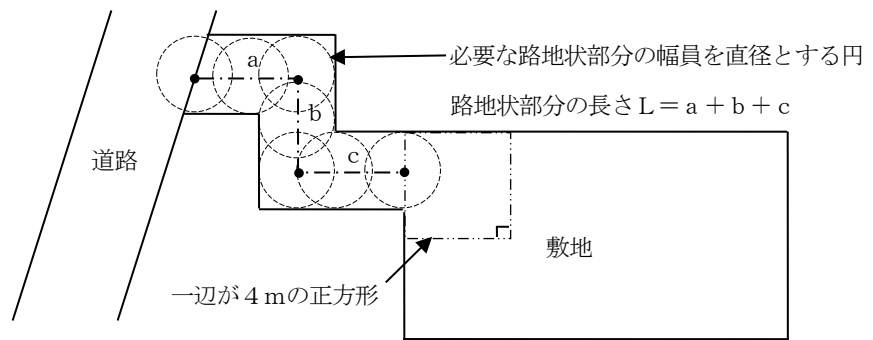 必要な路地状部分の幅員を直径とする円
a
路地状部分の長さL＝a＋b＋c
b
c
道路
敷地
一辺が４ｍの正方形